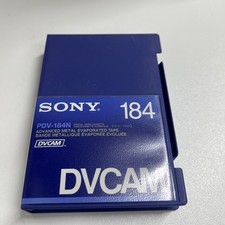 SONY 184
PDV-184N
ADVANCED METAL EVAPORATED TAPE
BANDE MÉTALLIQUE ÉVAPORÉE ÉVOLUÉE
DVCAM
DVCAM